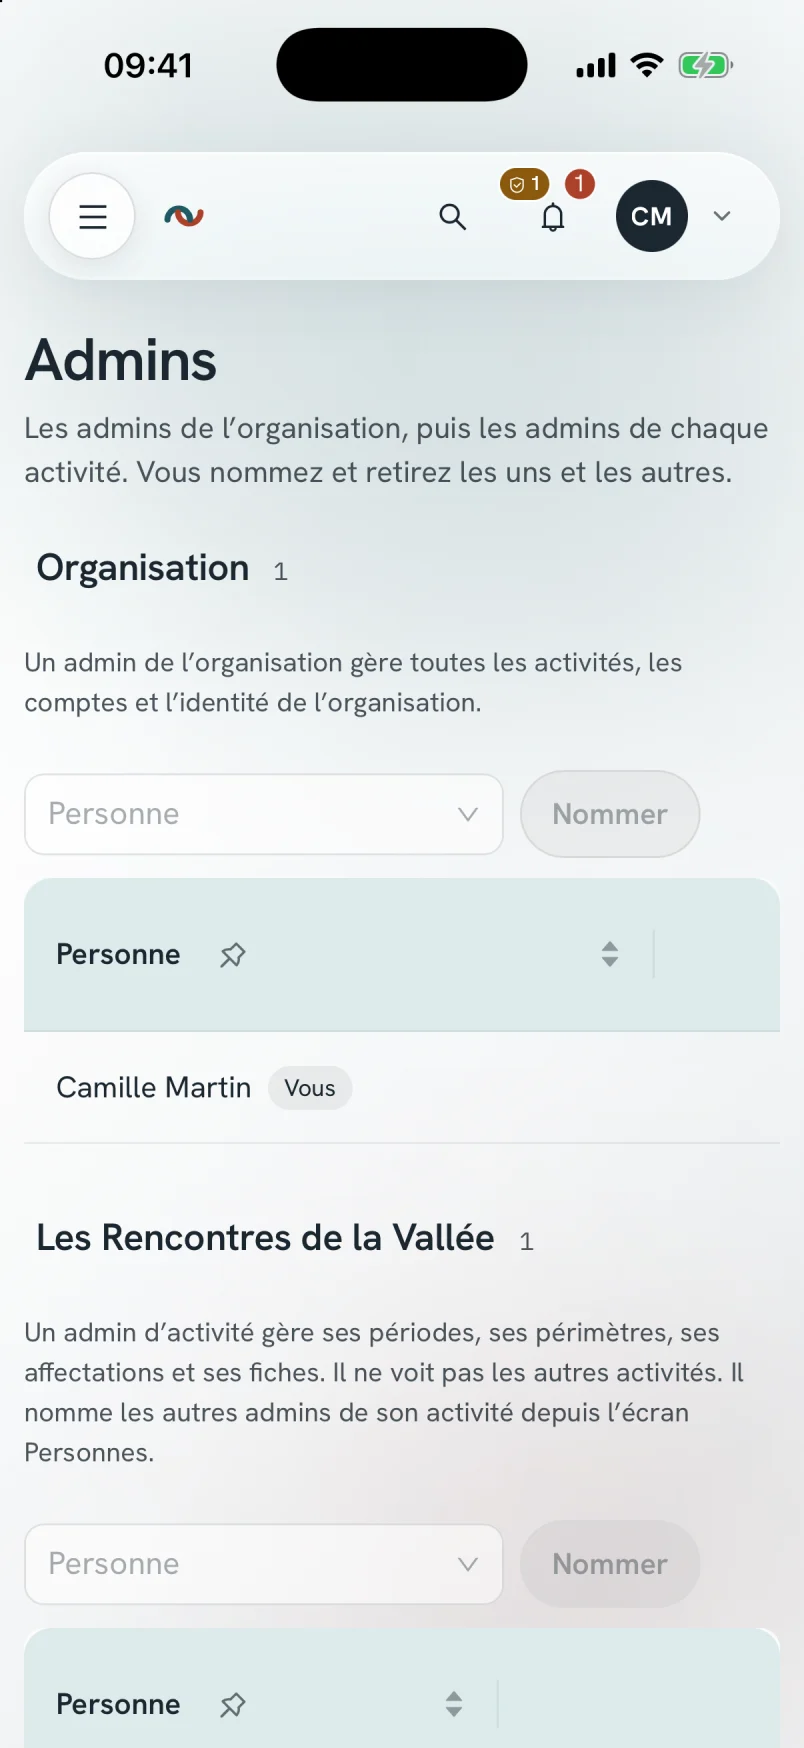 09:41
1
1
CM
Admins
Les admins de l’organisation, puis les admins de chaque
activité. Vous nommez et retirez les uns et les autres.
Organisation 1
Un admin de l’organisation gère toutes les activités, les
comptes et l’identité de l’organisation.
Personne
Nommer
Personne
Camille Martin Vous
Les Rencontres de la Vallée 1
Un admin d’activité gère ses périodes, ses périmètres, ses
affectations et ses fiches. Il ne voit pas les autres activités. Il
nomme les autres admins de son activité depuis l’écran
Personnes.
Personne
Nommer
Personne